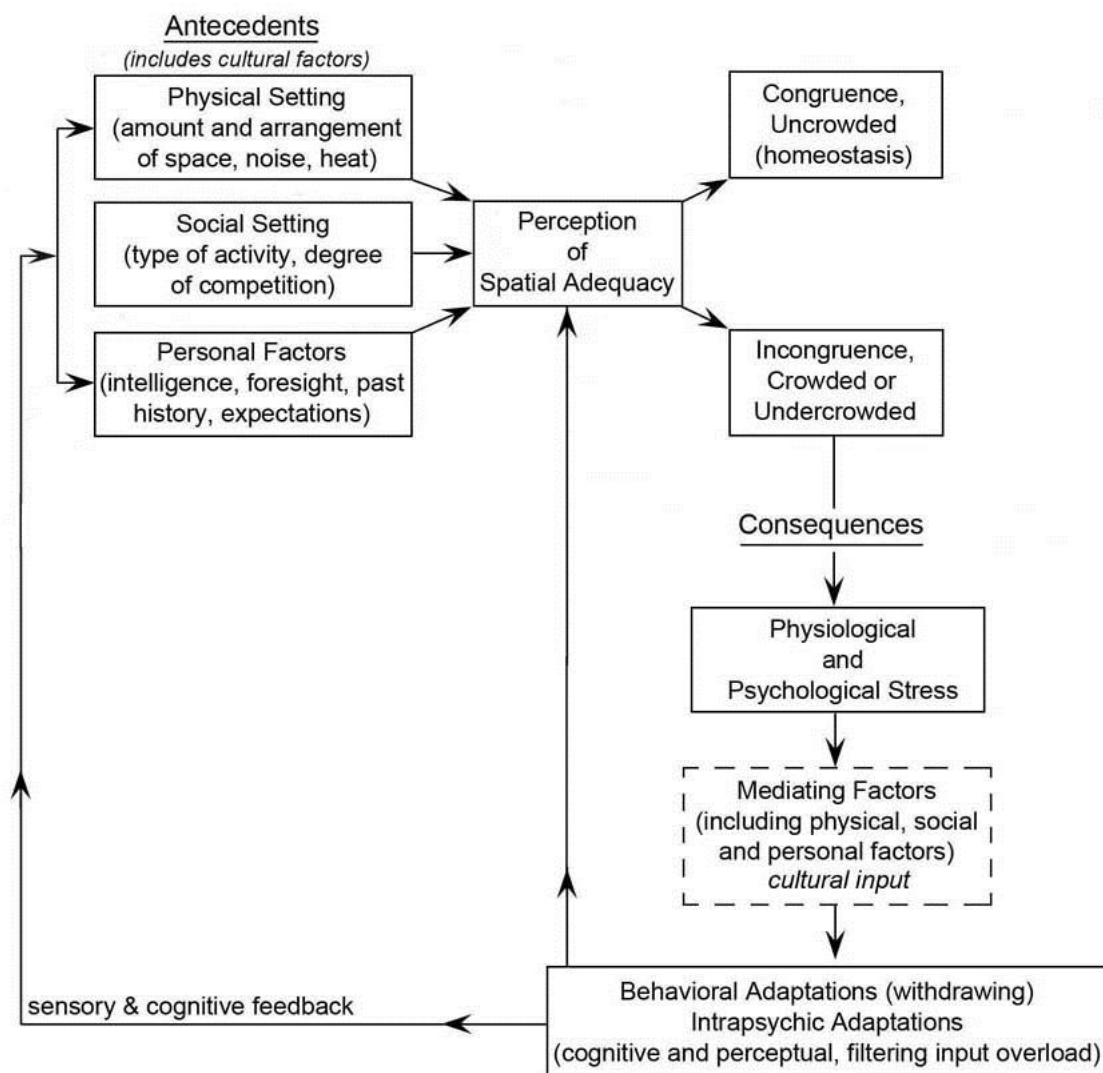 Antecedents
(includes cultural factors)
Physical Setting
(amount and arrangement
of space, noise, heat)
Social Setting
(type of activity, degree
of competition)
Personal Factors
(intelligence, foresight, past
history, expectations)
Perception
of
Spatial Adequacy
Congruence,
Uncrowded
(homeostasis)
Incongruence,
Crowded or
Undercrowded
Consequences
Physiological
and
Psychological Stress
Mediating Factors
(including physical, social
and personal factors)
cultural input
Behavioral Adaptations (withdrawing)
Intrapsychic Adaptations
(cognitive and perceptual, filtering input overload)
sensory & cognitive feedback